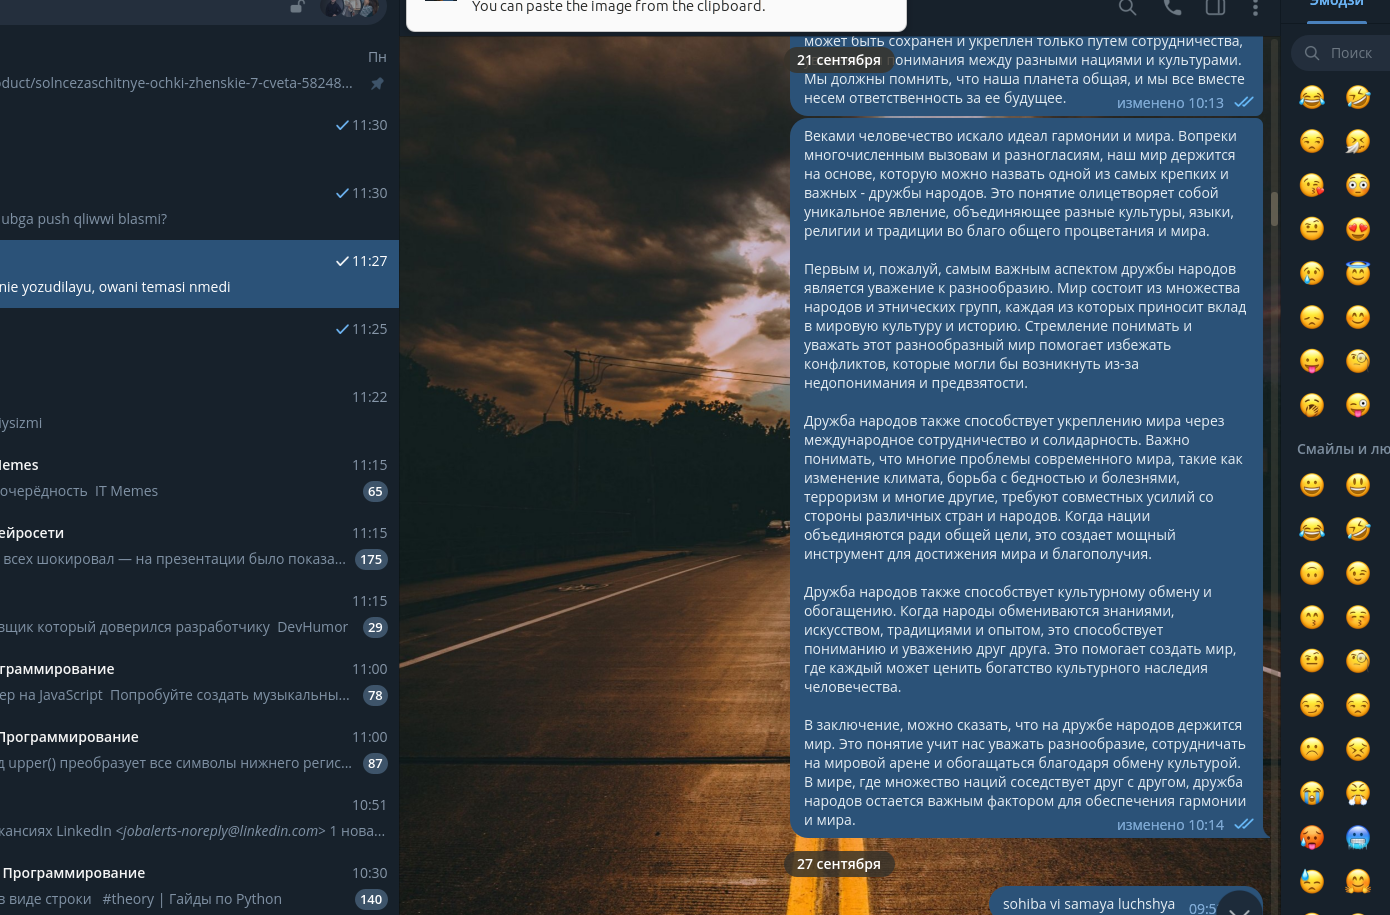 You can paste the image from the clipboard.
Пн
duct/solncezaschitnye-ochki-zhenskie-7-cveta-58248...
11:30
11:30
ubga push qliwwi blasmi?
11:27
nie yozudilayu, owani temasi nmedi
11:25
11:22
iysizmi
Memes
11:15
очерёдность IT Memes
65
ейросети
11:15
всех шокировал — на презентации было показа...
175
11:15
вщик который доверился разработчику DevHumor
29
граммирование
11:00
ер на JavaScript Попробуйте создать музыкальны...
78
Программирование
11:00
д upper() преобразует все символы нижнего регис...
87
10:51
кансиях LinkedIn <jobalerts-noreply@linkedin.com> 1 нова...
Программирование
10:30
в виде строки #theory | Гайды по Python
140
может быть сохранен и укреплен только путем сотрудничества,
21 сентября
понимания между разными нациями и культурами.
Мы должны помнить, что наша планета общая, и мы все вместе
несем ответственность за ее будущее.
изменено 10:13
Веками человечество искало идеал гармонии и мира. Вопреки
многочисленным вызовам и разногласиям, наш мир держится
на основе, которую можно назвать одной из самых крепких и
важных - дружбы народов. Это понятие олицетворяет собой
уникальное явление, объединяющее разные культуры, языки,
религии и традиции во благо общего процветания и мира.
Первым и, пожалуй, самым важным аспектом дружбы народов
является уважение к разнообразию. Мир состоит из множества
народов и этнических групп, каждая из которых приносит вклад
в мировую культуру и историю. Стремление понимать и
уважать этот разнообразный мир помогает избежать
конфликтов, которые могли бы возникнуть из-за
недопонимания и предвзятости.
Дружба народов также способствует укреплению мира через
международное сотрудничество и солидарность. Важно
понимать, что многие проблемы современного мира, такие как
изменение климата, борьба с бедностью и болезнями,
терроризм и многие другие, требуют совместных усилий со
стороны различных стран и народов. Когда нации
объединяются ради общей цели, это создает мощный
инструмент для достижения мира и благополучия.
Дружба народов также способствует культурному обмену и
обогащению. Когда народы обмениваются знаниями,
искусством, традициями и опытом, это способствует
пониманию и уважению друг друга. Это помогает создать мир,
где каждый может ценить богатство культурного наследия
человечества.
В заключение, можно сказать, что на дружбе народов держится
мир. Это понятие учит нас уважать разнообразие, сотрудничать
на мировой арене и обогащаться благодаря обмену культурой.
В мире, где множество наций соседствует друг с другом, дружба
народов остается важным фактором для обеспечения гармонии
и мира.
изменено 10:14
27 сентября
sohiba vi samaya luchshya
09:5
Эмодзи
Поиск
Смайлы и лю